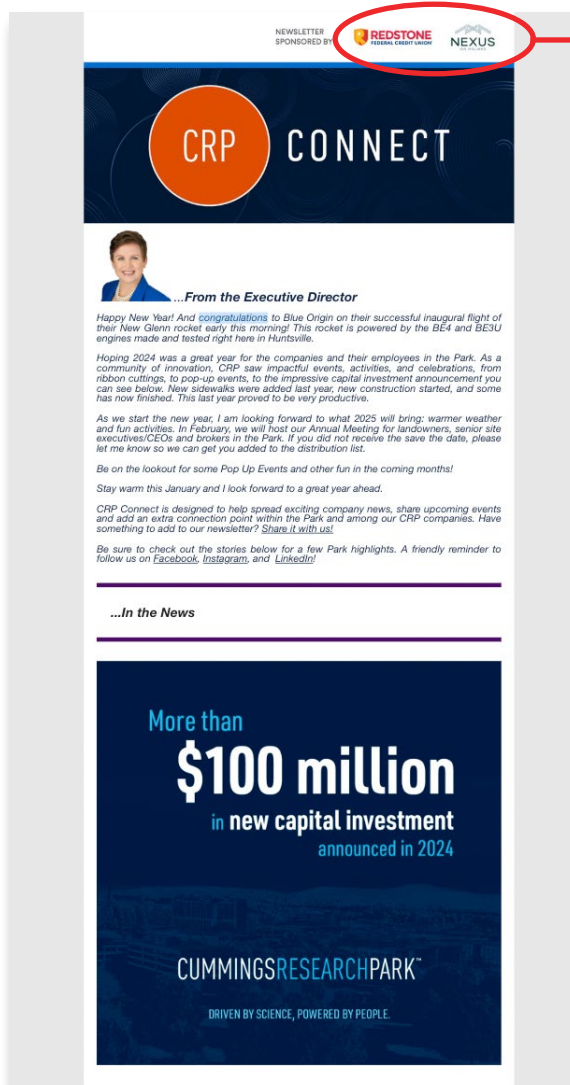 NEWSLETTER
SPONSORED BY
REDSTONE
FEDERAL CREDIT UNION
NEXUS
CRP CONNECT
...From the Executive Director
Happy New Year! And congratulations to Blue Origin on their successful inaugural flight of
their New Glenn rocket early this morning! This rocket is powered by the BE4 and BE3U
engines made and tested right here in Huntsville.
Hoping 2024 was a great year for the companies and their employees in the Park. As a
community of innovation, CRP saw impactful events, activities, and celebrations, from
ribbon cuttings, to pop-up events, to the impressive capital investment announcement you
can see below. New sidewalks were added last year, new construction started, and some
has now finished. This last year proved to be very productive.
As we start the new year, I am looking forward to what 2025 will bring: warmer weather
and fun activities. In February, we will host our Annual Meeting for landowners, senior site
executives/CEOs and brokers in the Park. If you did not receive the save the date, please
let me know so we can get you added to the distribution list.
Be on the lookout for some Pop Up Events and other fun in the coming months!
Stay warm this January and I look forward to a great year ahead.
CRP Connect is designed to help spread exciting company news, share upcoming events
and add an extra connection point within the Park and among our CRP companies. Have
something to add to our newsletter? Share it with us!
Be sure to check out the stories below for a few Park highlights. A friendly reminder to
follow us on Facebook, Instagram, and LinkedIn!
...In the News
More than
$100 million
in new capital investment
announced in 2024
CUMMINGSRESEARCHPARK™
DRIVEN BY SCIENCE, POWERED BY PEOPLE.